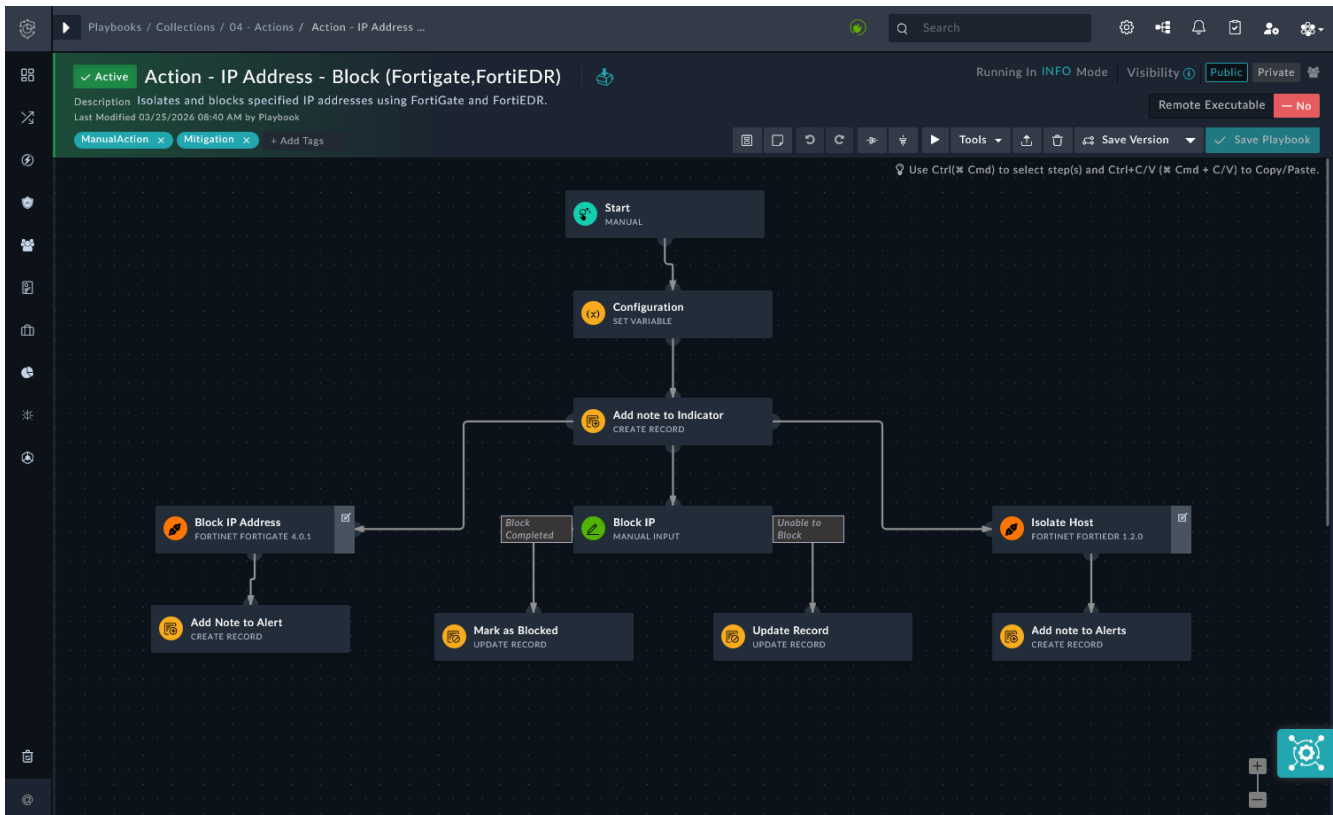 Playbooks / Collections / 04 - Actions / Action - IP Address ...
Search
Active Action - IP Address - Block (Fortigate,FortiEDR)
Running In INFO Mode Visibility Public Private
Description Isolates and blocks specified IP addresses using FortiGate and FortiEDR.
Last Modified 03/25/2026 08:40 AM by Playbook
Remote Executable — No
ManualAction x Mitigation x + Add Tags
Tools Save Version Save Playbook
Use Ctrl(⌘ Cmd) to select step(s) and Ctrl+C/V (⌘ Cmd + C/V) to Copy/Paste.
Start
MANUAL
Configuration
SET VARIABLE
Add note to Indicator
CREATE RECORD
Block IP Address
FORTINET FORTIGATE 4.0.1
Block
Completed
Block IP
MANUAL INPUT
Unable to
Block
Isolate Host
FORTINET FORTIEDR 1.2.0
Add Note to Alert
CREATE RECORD
Mark as Blocked
UPDATE RECORD
Update Record
UPDATE RECORD
Add note to Alerts
CREATE RECORD
@